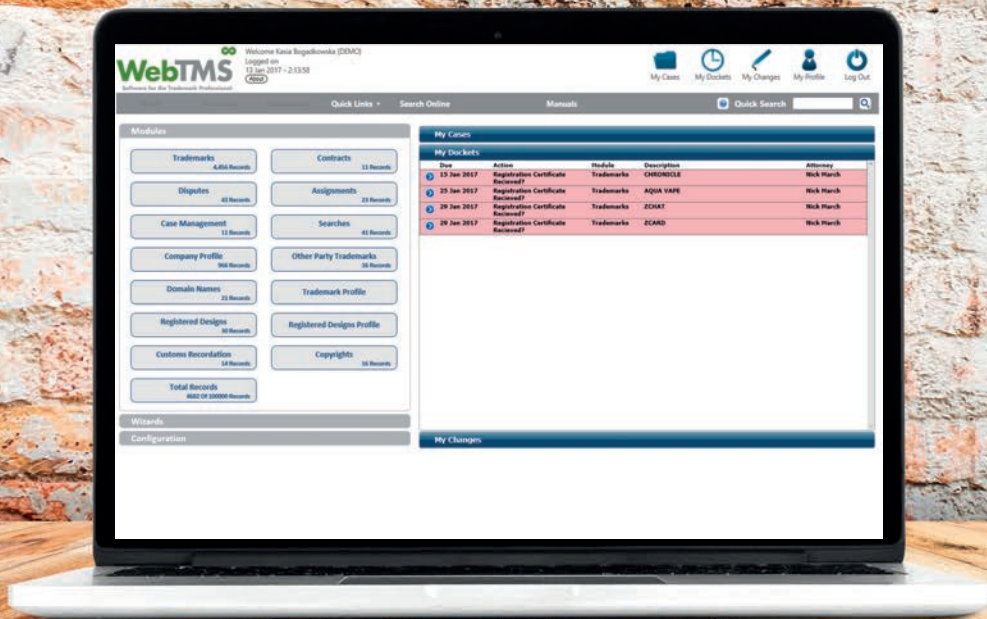 WebTMS
Software for the Trademark Professional
Welcome Kasia Bogadkowska (DEMO)
Logged on
13 Jan 2017 - 2:13:58
About
My Cases
My Dockets
My Changes
My Profile
Log Out
Quick Links
Search Online
Manuals
Quick Search
Modules
Trademarks
4,456 Records
Contracts
11 Records
Disputes
Assignments
23 Records
Case Management
11 Records
Searches
41 Records
Company Profile
966 Records
Other Party Trademarks
Domain Names
25 Records
Trademark Profile
Registered Designs
30 Records
Registered Designs Profile
Customs Recordation
14 Records
Copyrights
16 Records
Total Records
Wizards
Configuration
My Cases
My Dockets
Due Action Module Description Attorney
15 Jan 2017 Registration Certificate Recieved? Trademarks CHRONICLE Nick March
25 Jan 2017 Registration Certificate Recieved? Trademarks AQUA VAPE Nick March
29 Jan 2017 Registration Certificate Recieved? Trademarks ZCHAT Nick March
29 Jan 2017 Registration Certificate Recieved? Trademarks ZCARD Nick March
My Changes